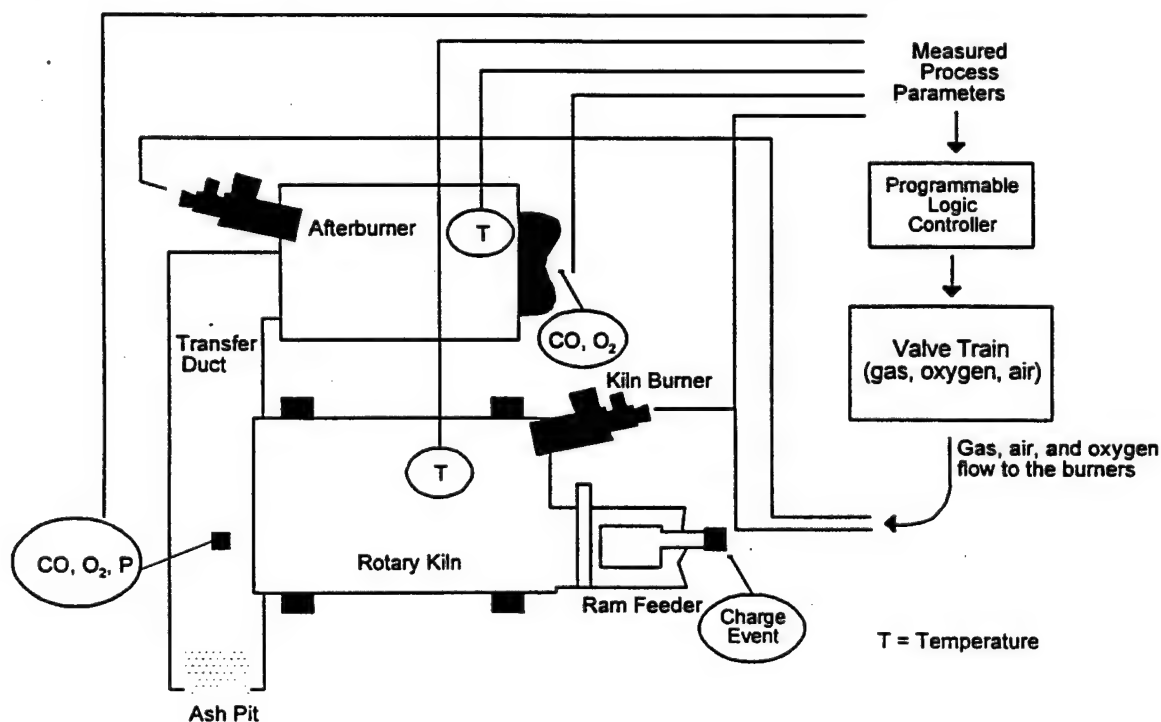 Measured
Process
Parameters
Programmable
Logic
Controller
Afterburner
T
CO, O₂
Transfer
Duct
Valve Train
(gas, oxygen, air)
Kiln Burner
Gas, air, and oxygen
flow to the burners
T
CO, O₂, P
Rotary Kiln
Ram Feeder
Charge
Event
T = Temperature
Ash Pit